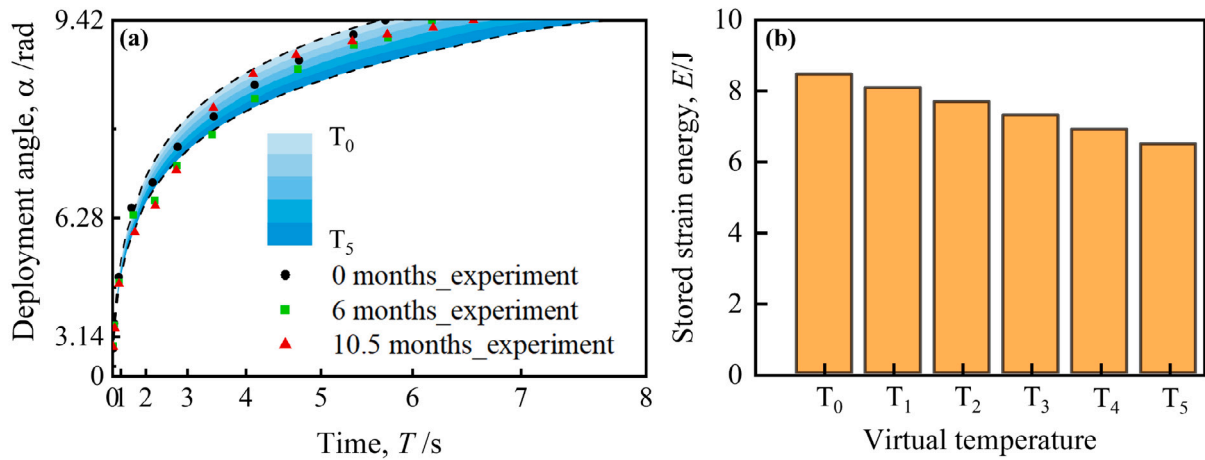 (a)
Deployment angle, α /rad
9.42
6.28
3.14
0
T₀
T₅
0 months_experiment
6 months_experiment
10.5 months_experiment
0 1 2 3 4 5 6 7 8
Time, T /s
(b)
Stored strain energy, E/J
10
8
6
4
2
0
T₀ T₁ T₂ T₃ T₄ T₅
Virtual temperature